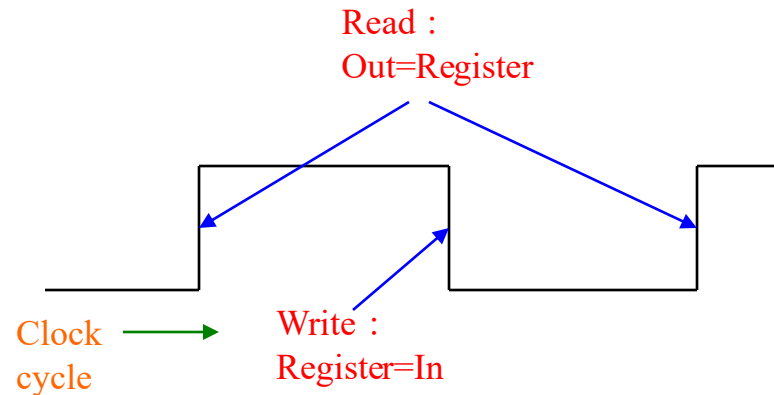 Read :
Out=Register
Write :
Register=In
Clock
cycle